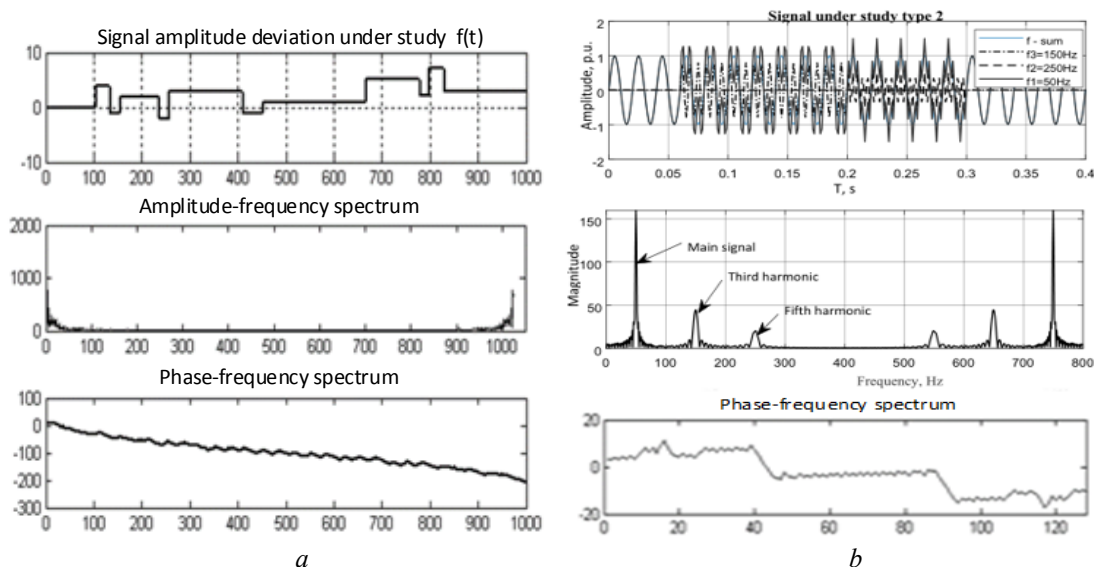 Signal amplitude deviation under study f(t)
10
0
-10
0 100 200 300 400 500 600 700 800 900 1000
Amplitude-frequency spectrum
2000
1000
0
0 100 200 300 400 500 600 700 800 900 1000
Phase-frequency spectrum
100
0
-100
-200
-300
0 100 200 300 400 500 600 700 800 900 1000
a
Signal under study type 2
Amplitude, p.u.
2
1
0
-1
-2
f - sum
f3=150Hz
f2=250Hz
f1=50Hz
0 0.05 0.1 0.15 0.2 0.25 0.3 0.35 0.4
T, s
Magnitude
150
100
50
0
Main signal
Third harmonic
Fifth harmonic
0 100 200 300 400 500 600 700 800
Frequency, Hz
Phase-frequency spectrum
20
0
-20
0 20 40 60 80 100 120
b